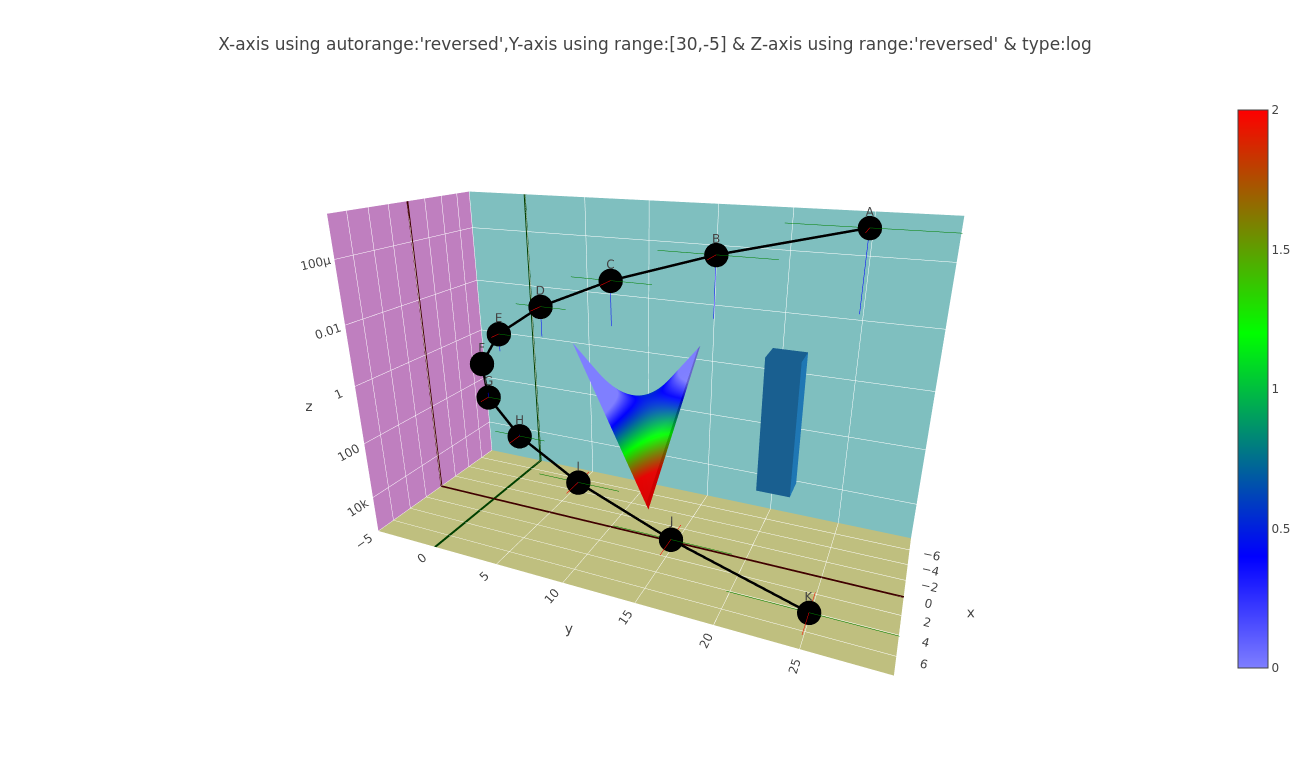 X-axis using autorange:'reversed',Y-axis using range:[30,-5] & Z-axis using range:'reversed' & type:log
2
1.5
1
0.5
0
100μ
0.01
1
100
10k
z
−5
0
5
10
15
20
25
y
−6
−4
−2
0
2
4
6
x
A
B
C
D
E
F
G
H
I
J
K